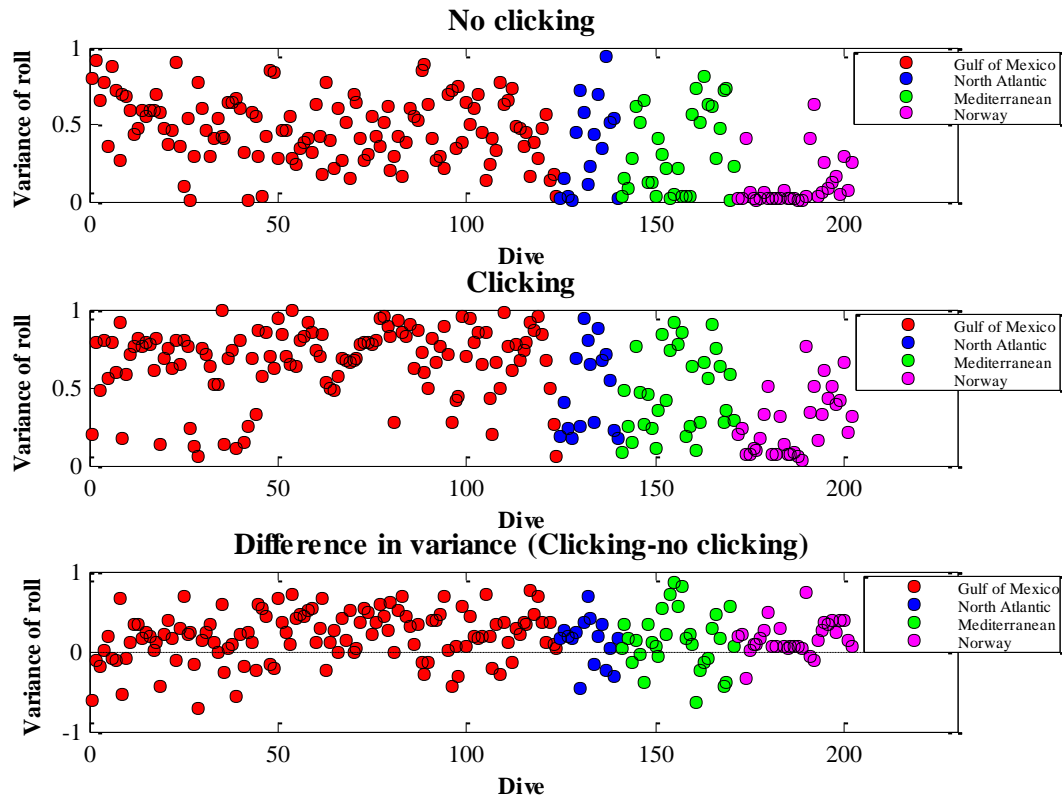 No clicking
1
0.5
0
0
50
100
150
200
Variance of roll
Dive
Gulf of Mexico
North Atlantic
Mediterranean
Norway
Clicking
1
0.5
0
0
50
100
150
200
Variance of roll
Dive
Gulf of Mexico
North Atlantic
Mediterranean
Norway
Difference in variance (Clicking-no clicking)
1
0
-1
0
50
100
150
200
Variance of roll
Dive
Gulf of Mexico
North Atlantic
Mediterranean
Norway